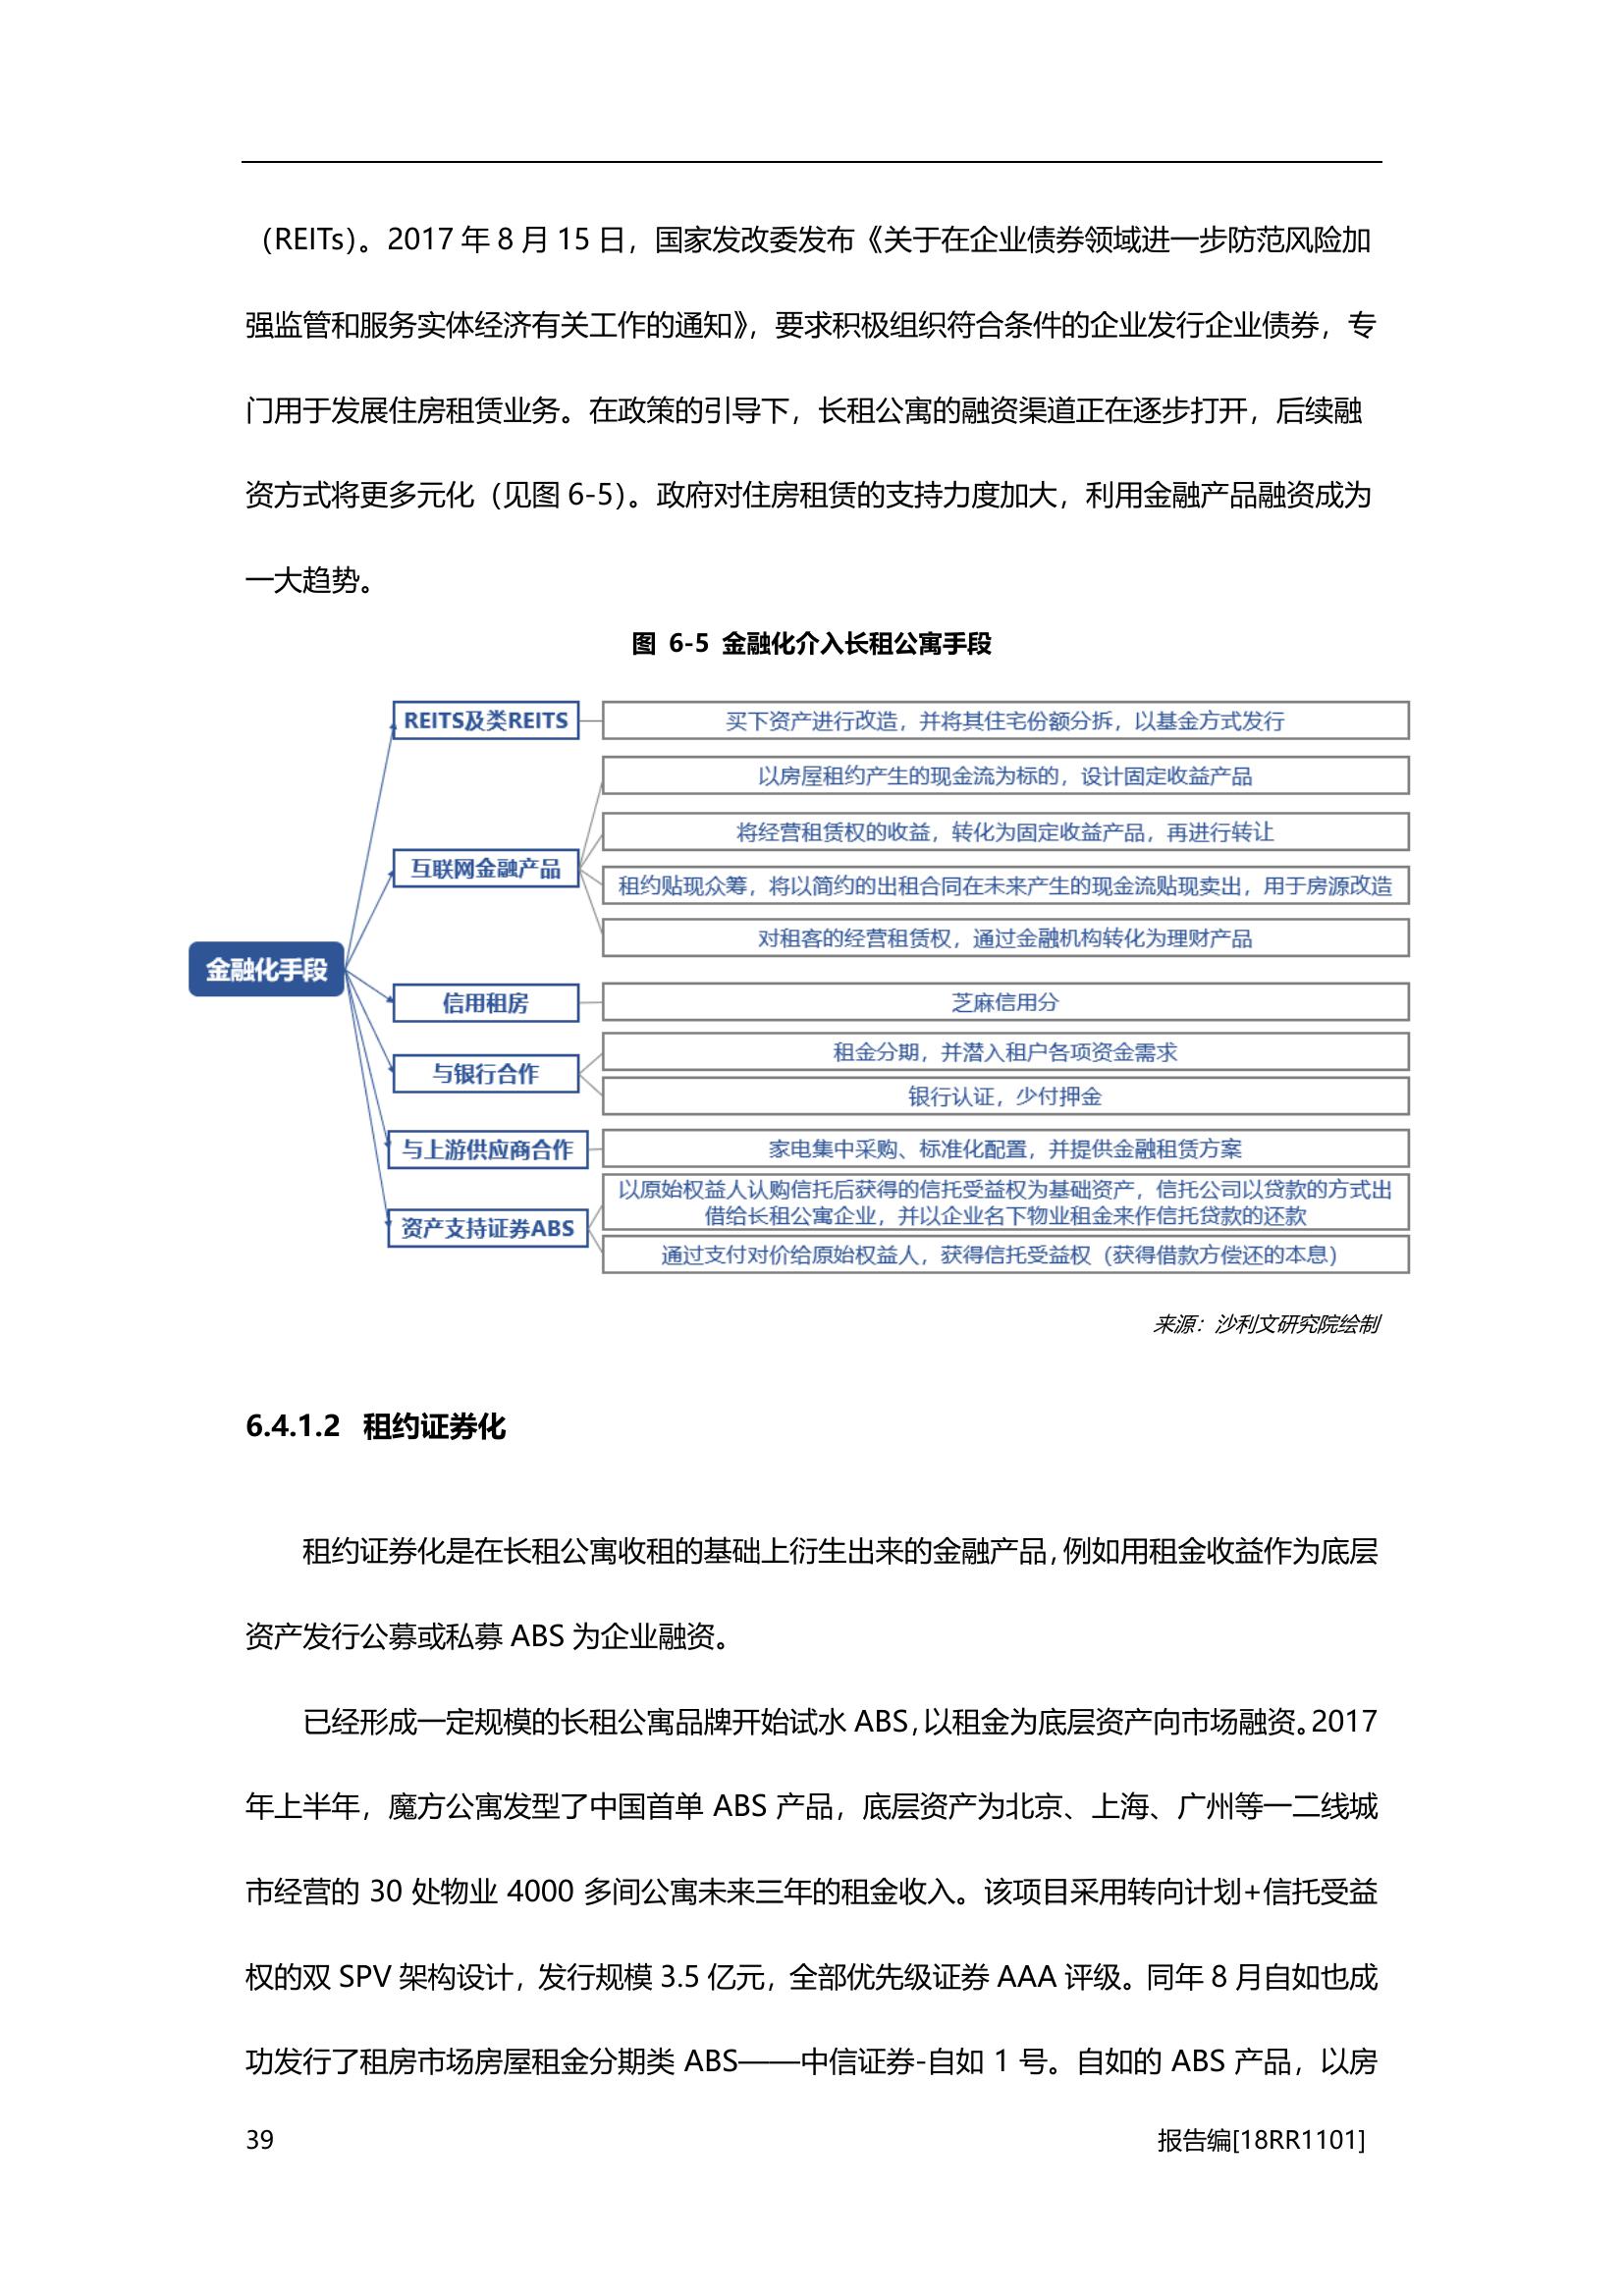 （REITs）。2017 年 8 月 15 日，国家发改委发布《关于在企业债券领域进一步防范风险加
强监管和服务实体经济有关工作的通知》，要求积极组织符合条件的企业发行企业债券，专
门用于发展住房租赁业务。在政策的引导下，长租公寓的融资渠道正在逐步打开，后续融
资方式将更多元化（见图 6-5）。政府对住房租赁的支持力度加大，利用金融产品融资成为
一大趋势。
图 6-5 金融化介入长租公寓手段
金融化手段
REITS及类REITS
买下资产进行改造，并将其住宅份额分拆，以基金方式发行
互联网金融产品
以房屋租约产生的现金流为标的，设计固定收益产品
将经营租赁权的收益，转化为固定收益产品，再进行转让
租约贴现众筹，将以简约的出租合同在未来产生的现金流贴现卖出，用于房源改造
对租客的经营租赁权，通过金融机构转化为理财产品
信用租房
芝麻信用分
与银行合作
租金分期，并潜入租户各项资金需求
银行认证，少付押金
与上游供应商合作
家电集中采购、标准化配置，并提供金融租赁方案
资产支持证券ABS
以原始权益人认购信托后获得的信托受益权为基础资产，信托公司以贷款的方式出
借给长租公寓企业，并以企业名下物业租金来作信托贷款的还款
通过支付对价给原始权益人，获得信托受益权（获得借款方偿还的本息）
来源：沙利文研究院绘制
6.4.1.2 租约证券化
租约证券化是在长租公寓收租的基础上衍生出来的金融产品，例如用租金收益作为底层
资产发行公募或私募 ABS 为企业融资。
已经形成一定规模的长租公寓品牌开始试水 ABS，以租金为底层资产向市场融资。2017
年上半年，魔方公寓发型了中国首单 ABS 产品，底层资产为北京、上海、广州等一二线城
市经营的 30 处物业 4000 多间公寓未来三年的租金收入。该项目采用转向计划+信托受益
权的双 SPV 架构设计，发行规模 3.5 亿元，全部优先级证券 AAA 评级。同年 8 月自如也成
功发行了租房市场房屋租金分期类 ABS——中信证券-自如 1 号。自如的 ABS 产品，以房
39
报告编[18RR1101]